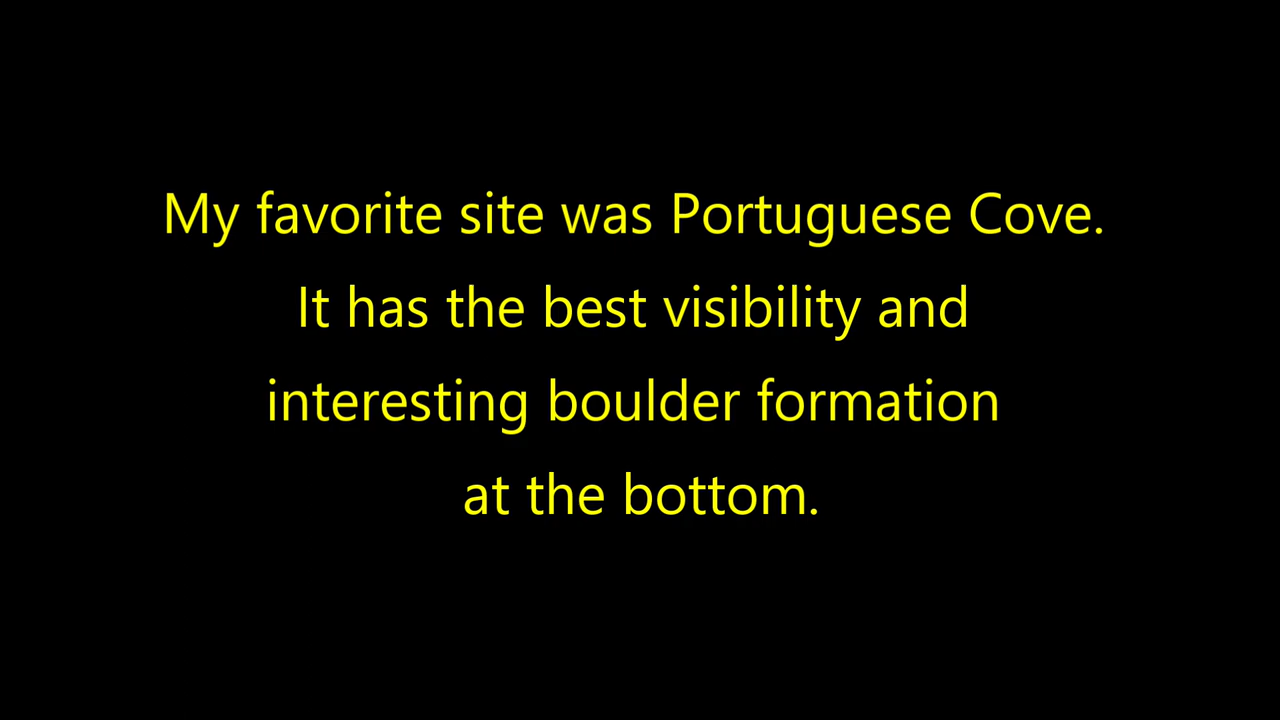 My favorite site was Portuguese Cove.
It has the best visibility and
interesting boulder formation
at the bottom.